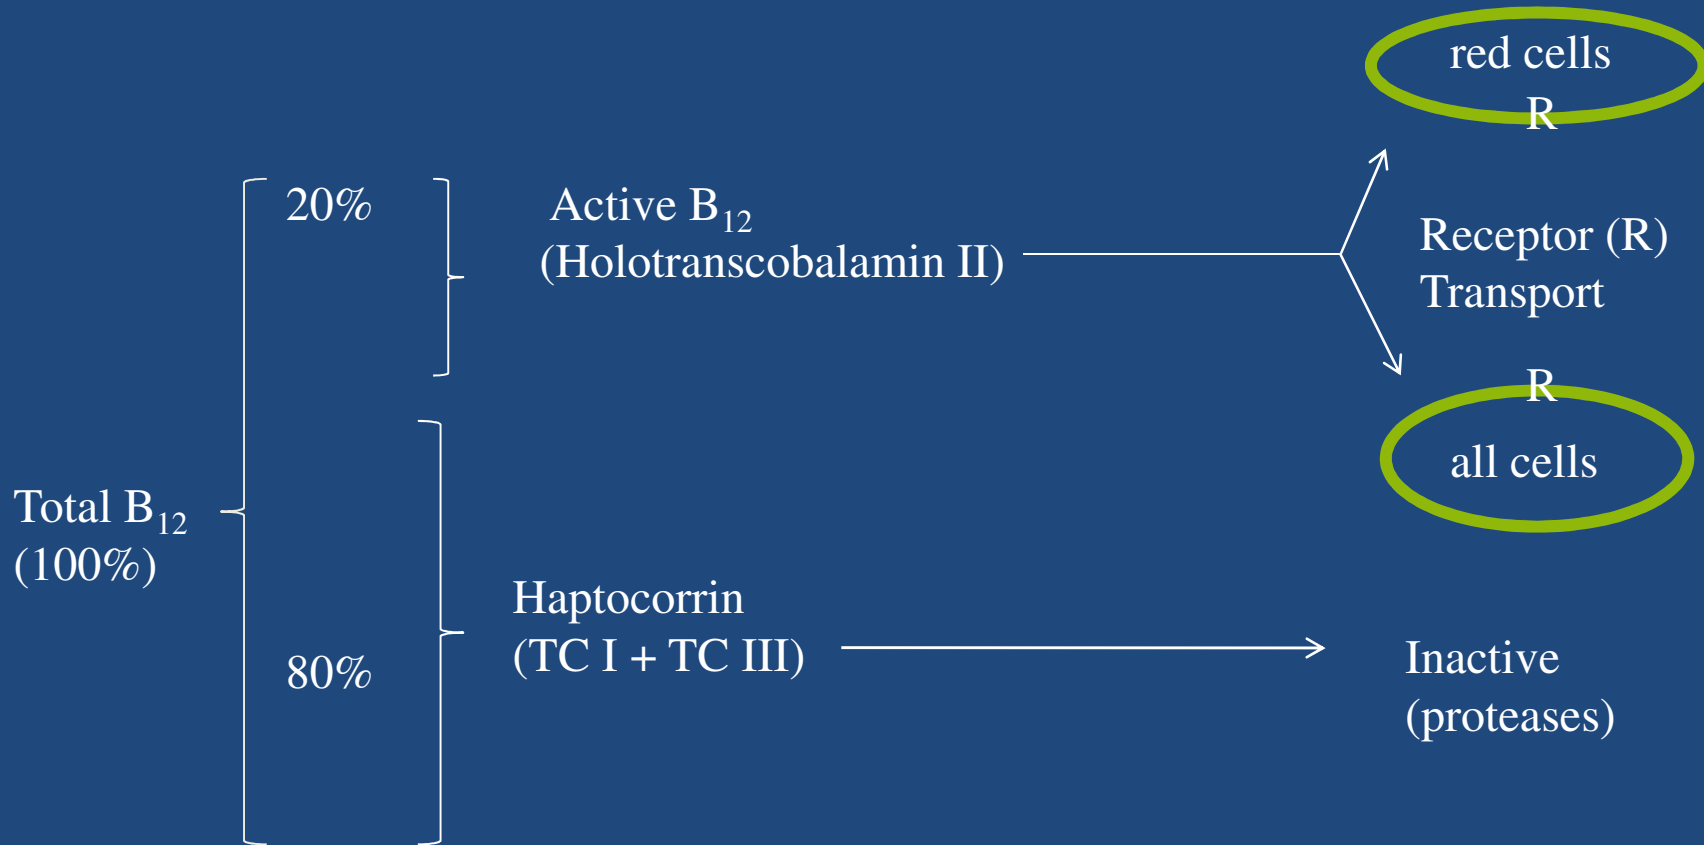 red cells
R
20%
Active B₁₂
(Holotranscobalamin II)
Receptor (R)
Transport
R
all cells
Total B₁₂
(100%)
80%
Haptocorrin
(TC I + TC III)
Inactive
(proteases)